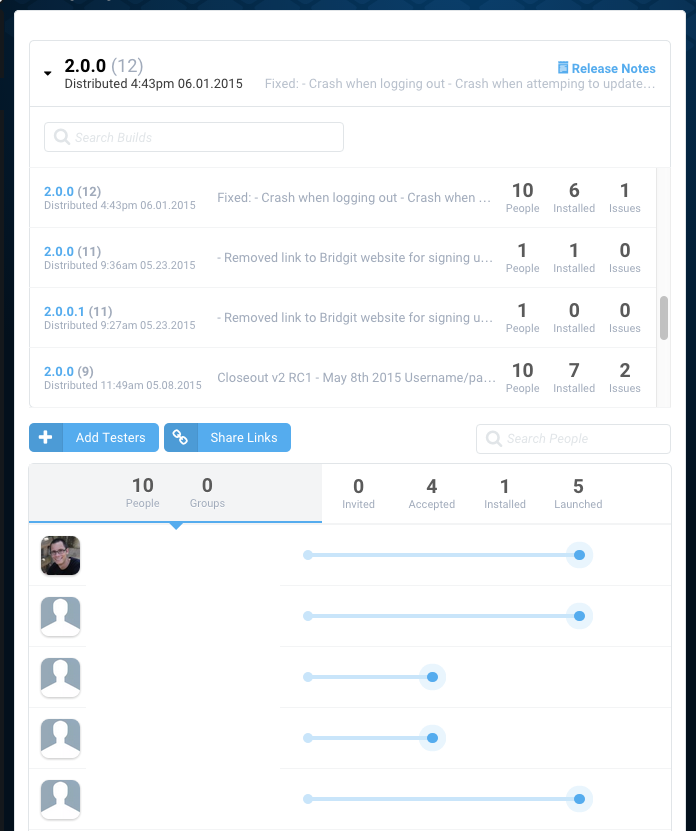 2.0.0 (12)
Release Notes
Distributed 4:43pm 06.01.2015
Fixed: - Crash when logging out - Crash when attemping to update...
Search Builds
2.0.0 (12)
Distributed 4:43pm 06.01.2015
Fixed: - Crash when logging out - Crash when ...
10 6 1
People Installed Issues
2.0.0 (11)
Distributed 9:36am 05.23.2015
- Removed link to Bridgit website for signing u...
1 1 0
People Installed Issues
2.0.0.1 (11)
Distributed 9:27am 05.23.2015
- Removed link to Bridgit website for signing u...
1 0 0
People Installed Issues
2.0.0 (9)
Distributed 11:49am 05.08.2015
Closeout v2 RC1 - May 8th 2015 Username/pa...
10 7 2
People Installed Issues
Add Testers
Share Links
Search People
10 0 0 4 1 5
People Groups Invited Accepted Installed Launched